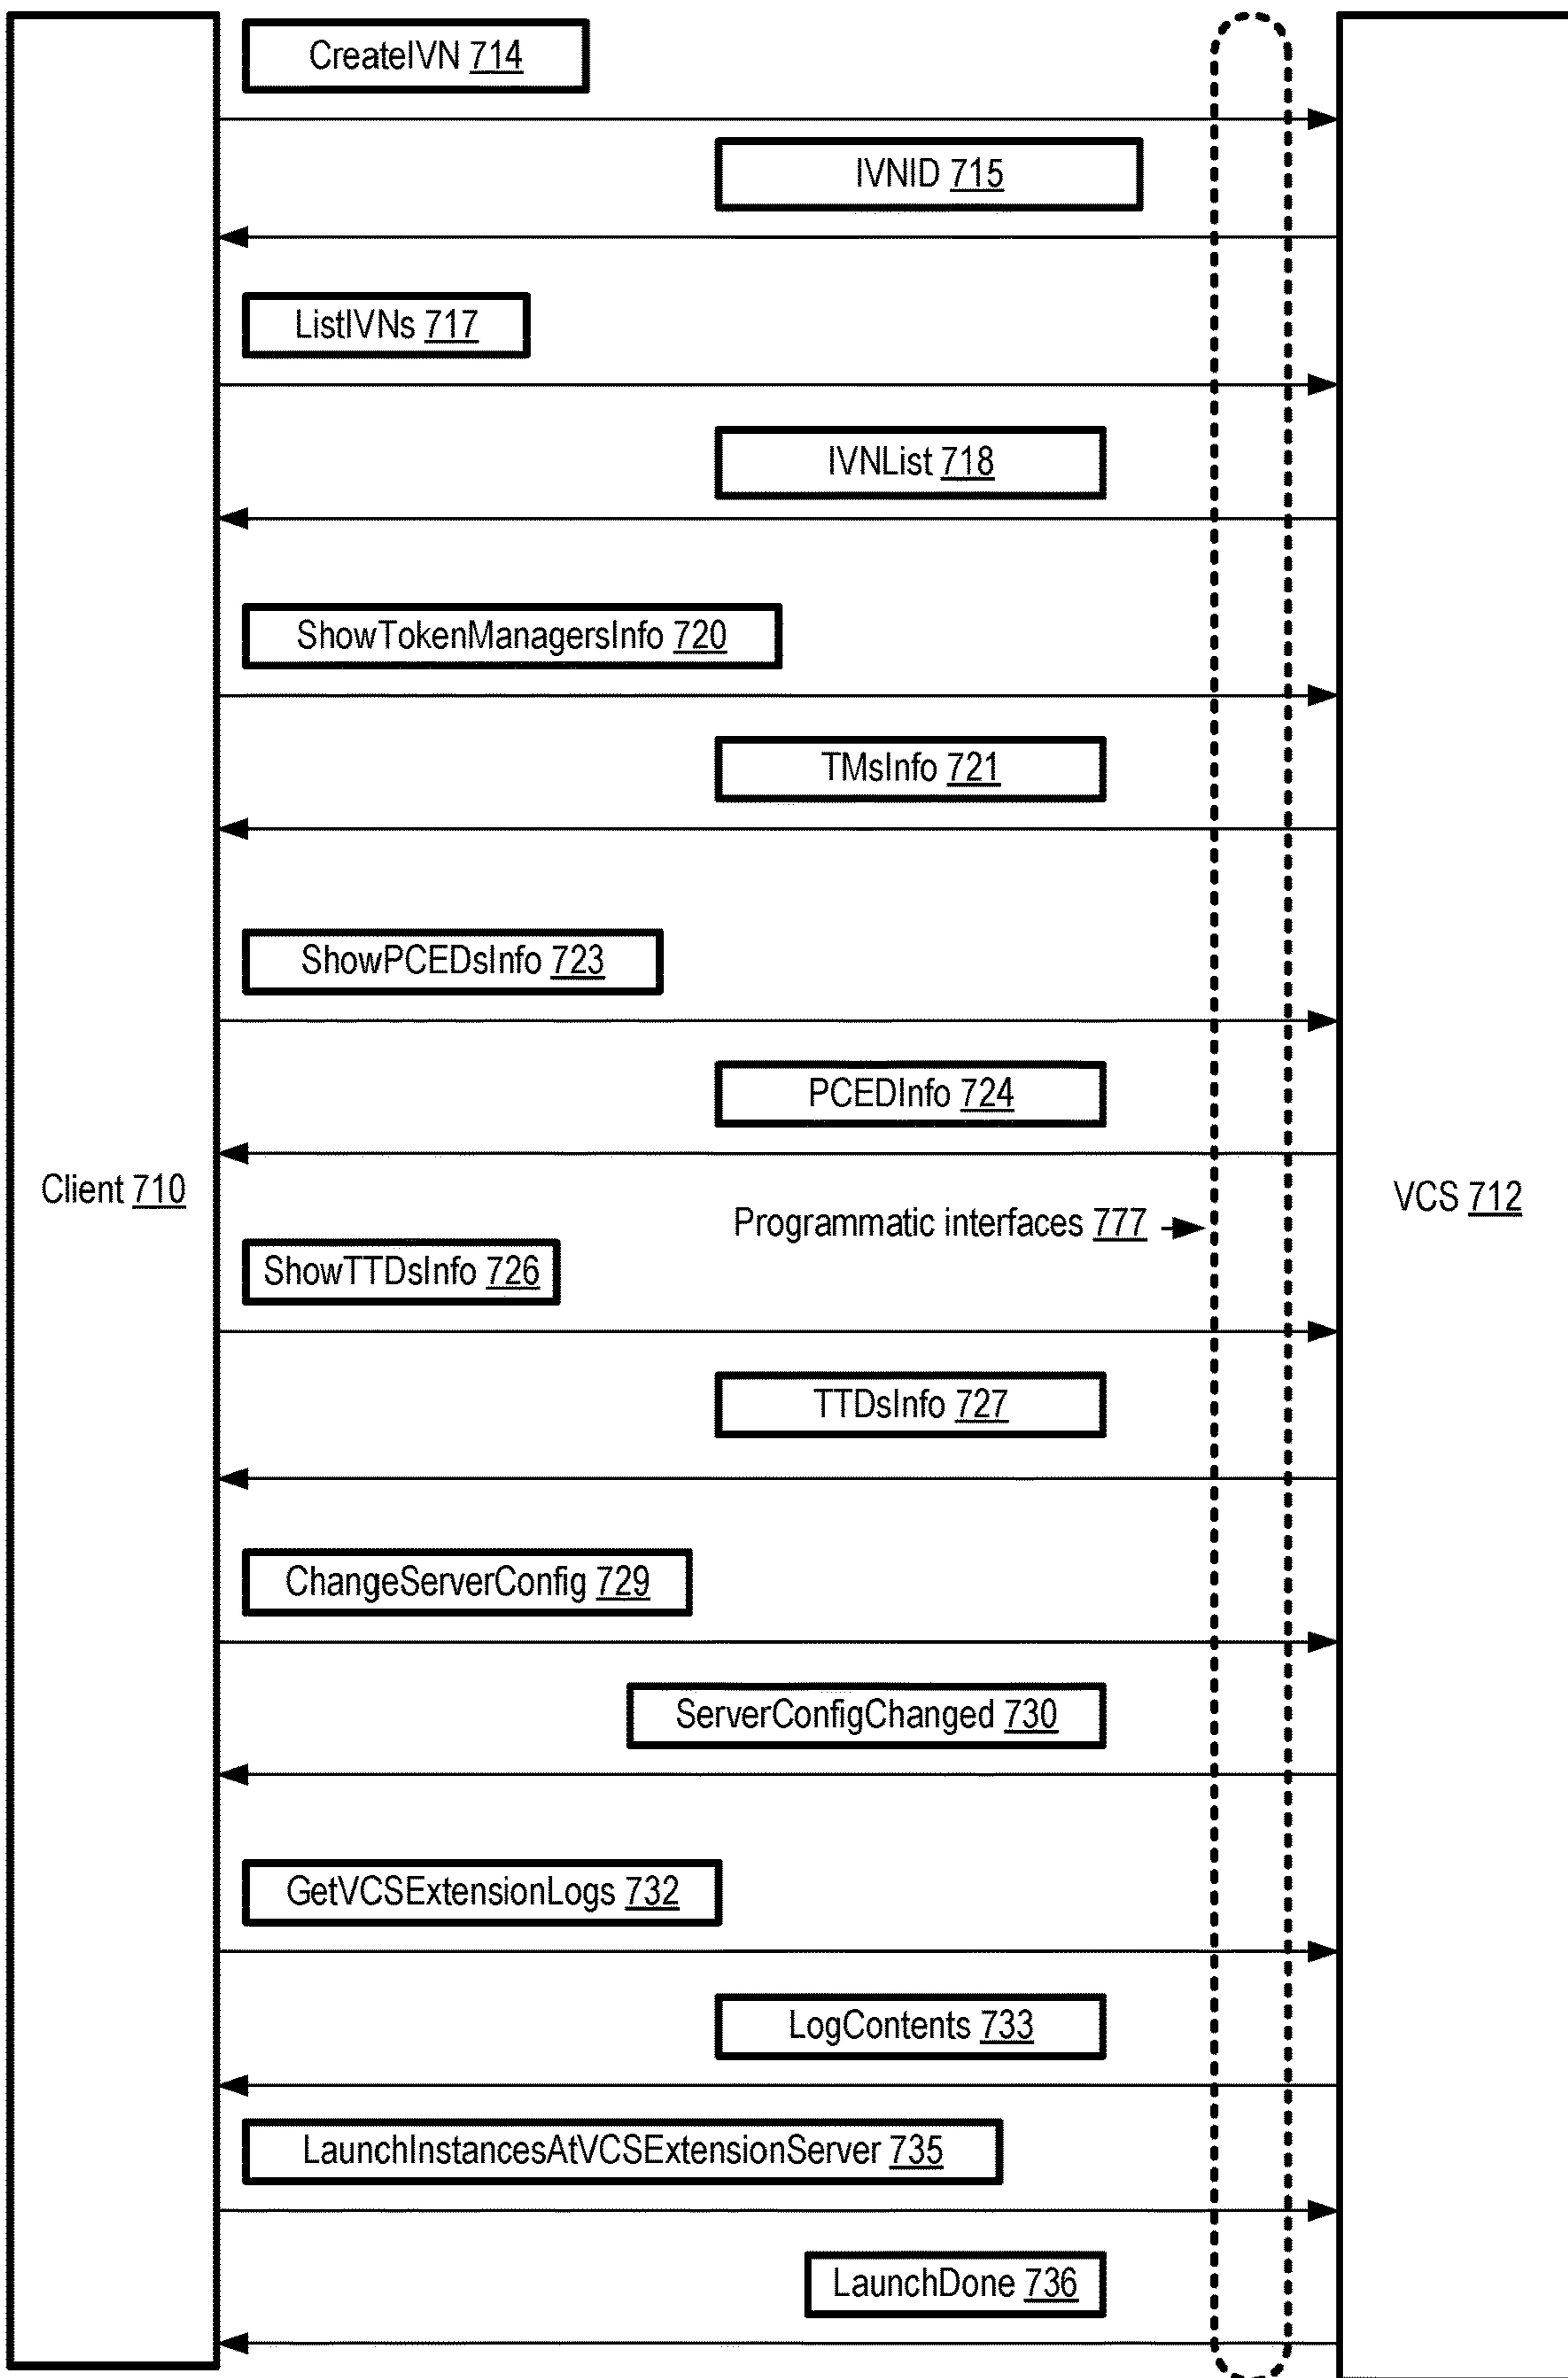 CreateIVN 714
IVNID 715
ListIVNs 717
IVNList 718
ShowTokenManagersInfo 720
TMsInfo 721
ShowPCEDsInfo 723
PCEDInfo 724
Client 710
VCS 712
Programmatic interfaces 777
ShowTTDsInfo 726
TTDsInfo 727
ChangeServerConfig 729
ServerConfigChanged 730
GetVCSExtensionLogs 732
LogContents 733
LaunchInstancesAtVCSExtensionServer 735
LaunchDone 736